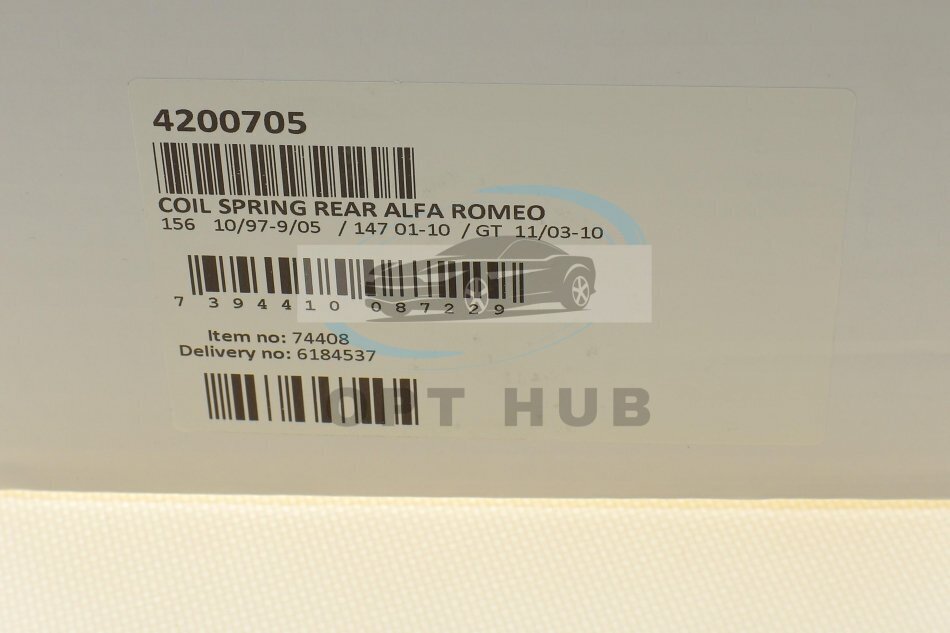 4200705
COIL SPRING REAR ALFA ROMEO
156 10/97-9/05 / 147 01-10 / GT 11/03-10
7 394410 087229
Item no: 74408
Delivery no: 6184537
OPT HUB